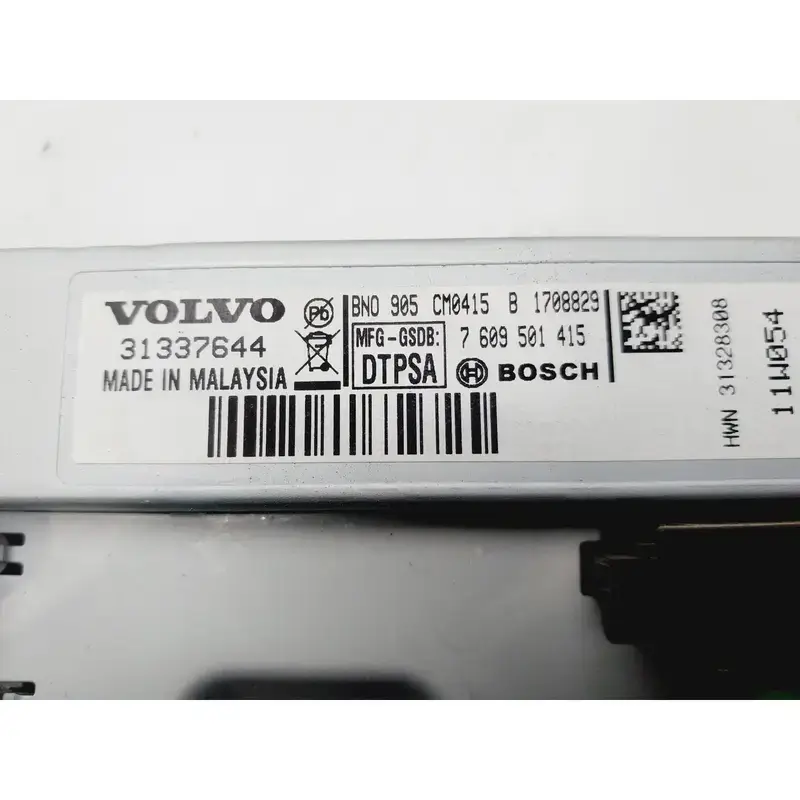 VOLVO
31337644
MADE IN MALAYSIA
Pb
BNO 905 CM0415 B 1708829
MFG-GSDB:
DTPSA
7 609 501 415
BOSCH
HWN 31328308
11W054